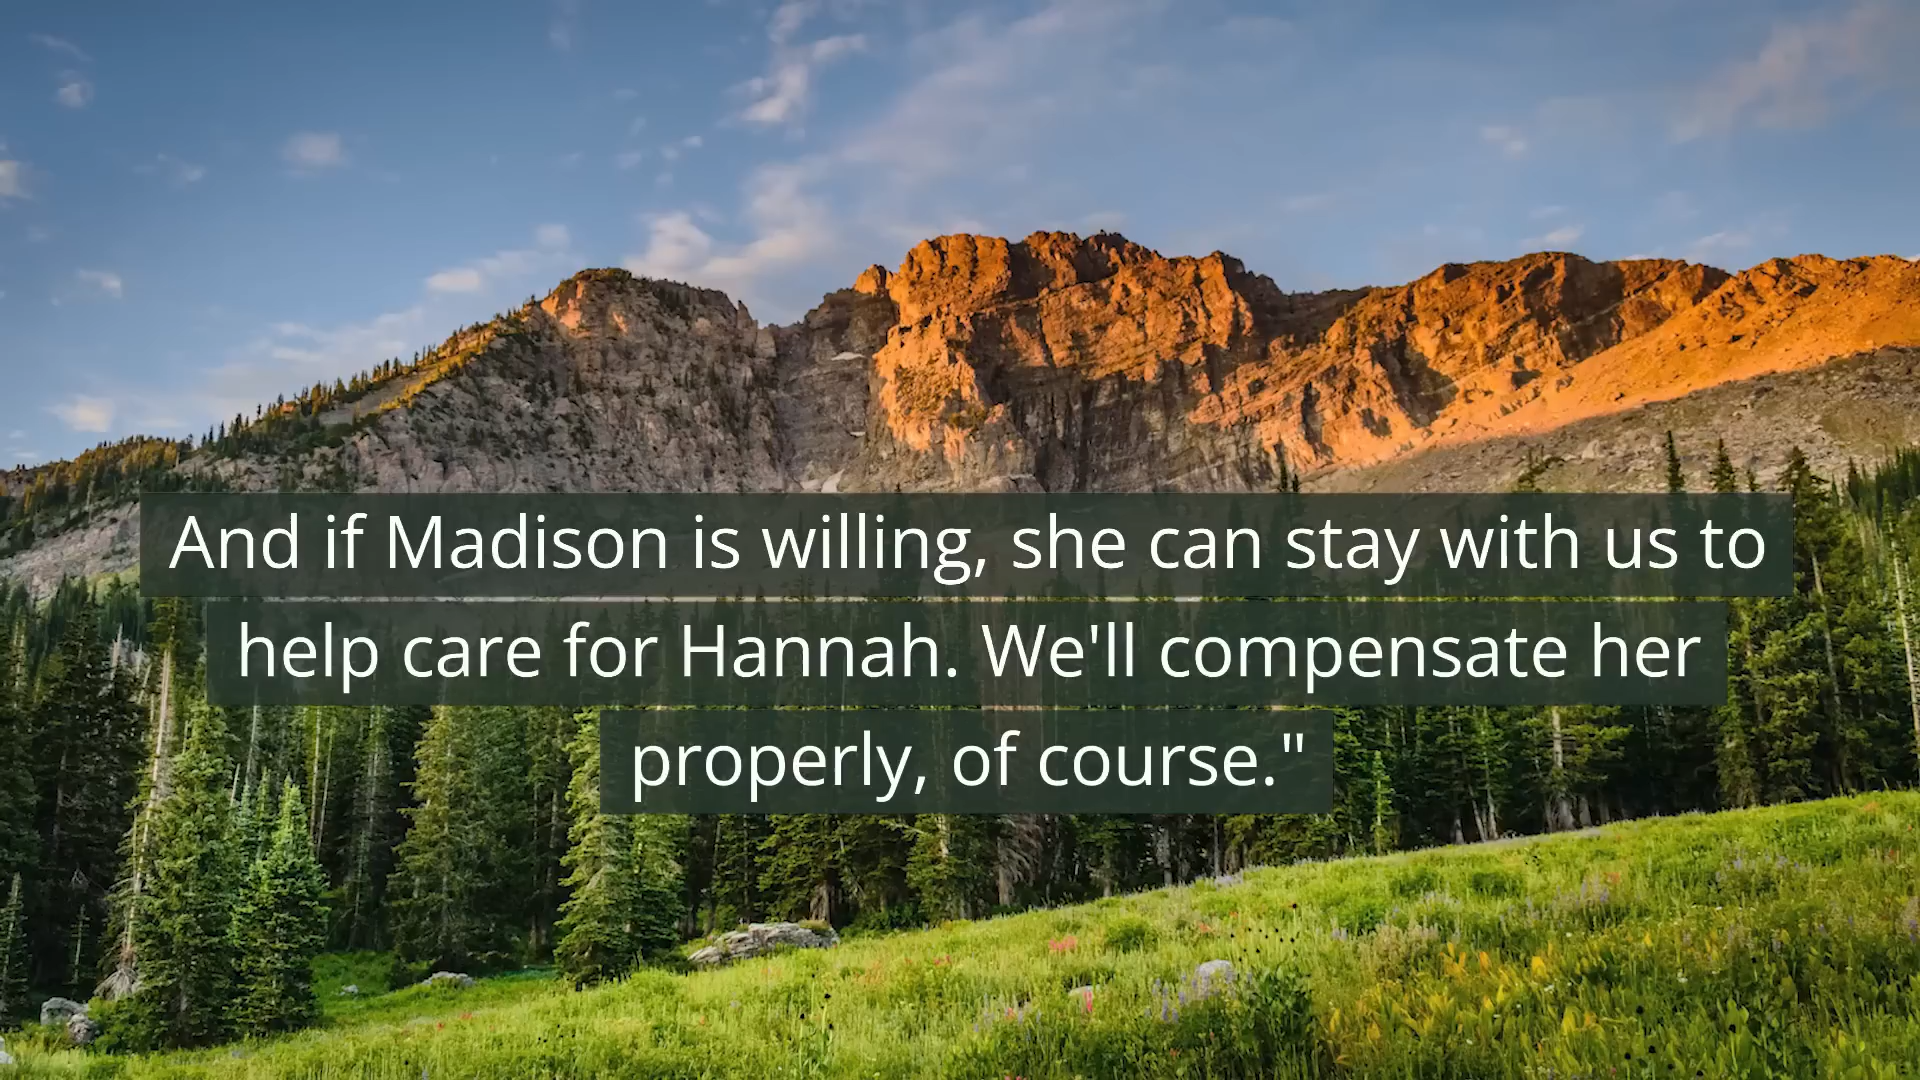 And if Madison is willing, she can stay with us to
help care for Hannah. We'll compensate her
properly, of course."